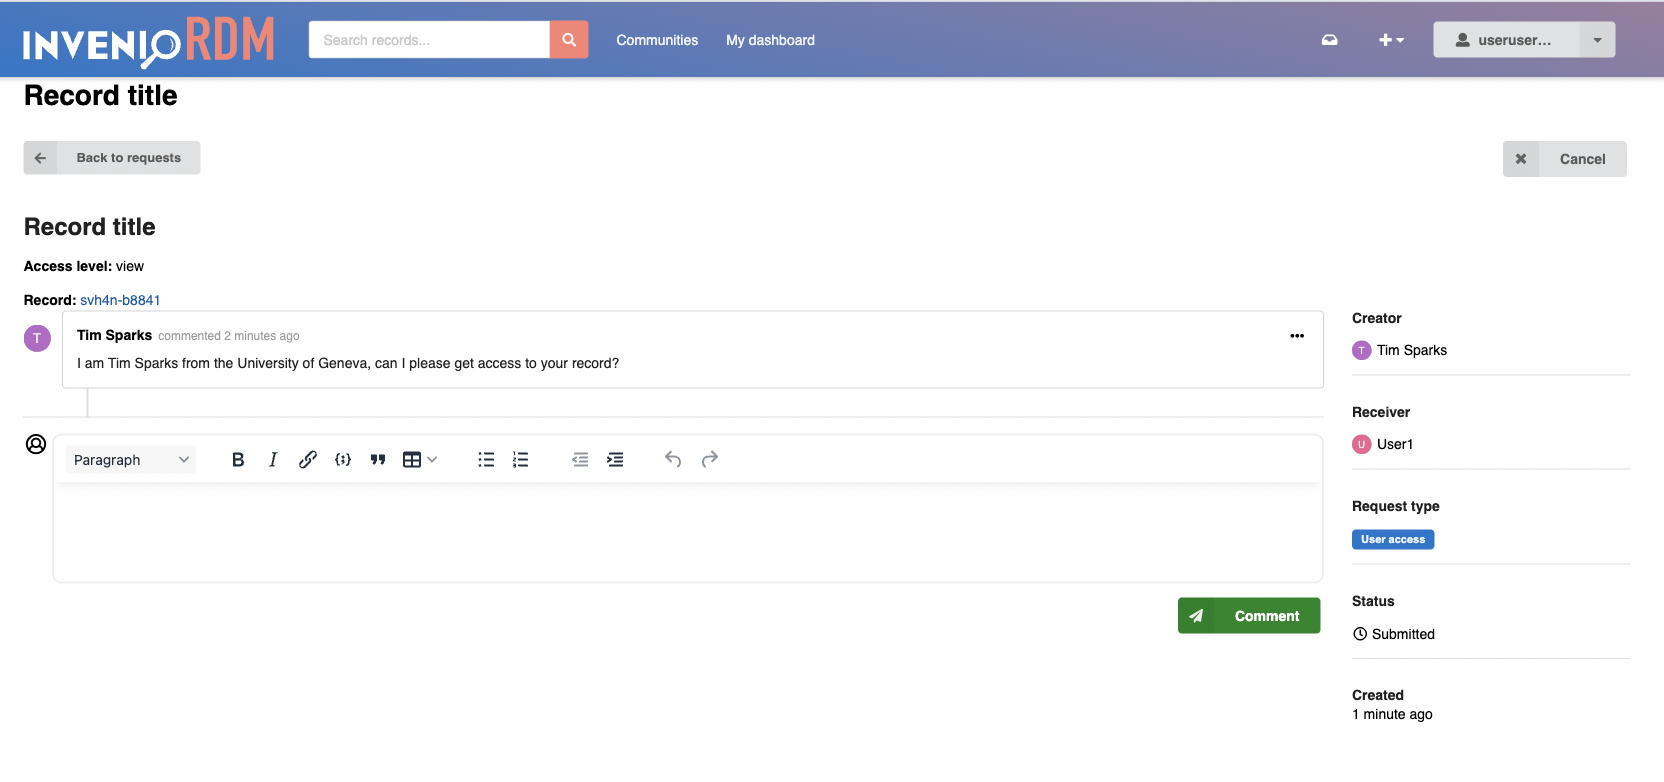 INVENIO RDM
Search records...
Communities
My dashboard
useruser...
Record title
Back to requests
Cancel
Record title
Access level: view
Record: svh4n-b8841
T
Tim Sparks commented 2 minutes ago
I am Tim Sparks from the University of Geneva, can I please get access to your record?
Paragraph
B
I
Comment
Creator
T Tim Sparks
Receiver
U User1
Request type
User access
Status
Submitted
Created
1 minute ago